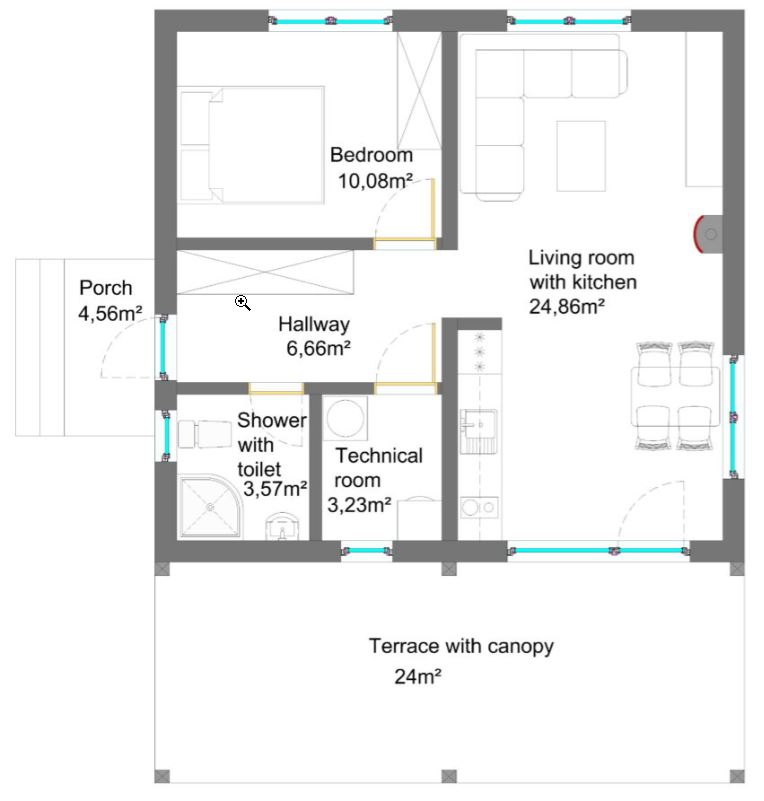 Bedroom
10,08m²
Living room
with kitchen
24,86m²
Porch
4,56m²
Hallway
6,66m²
Shower
with
toilet
3,57m²
Technical
room
3,23m²
Terrace with canopy
24m²